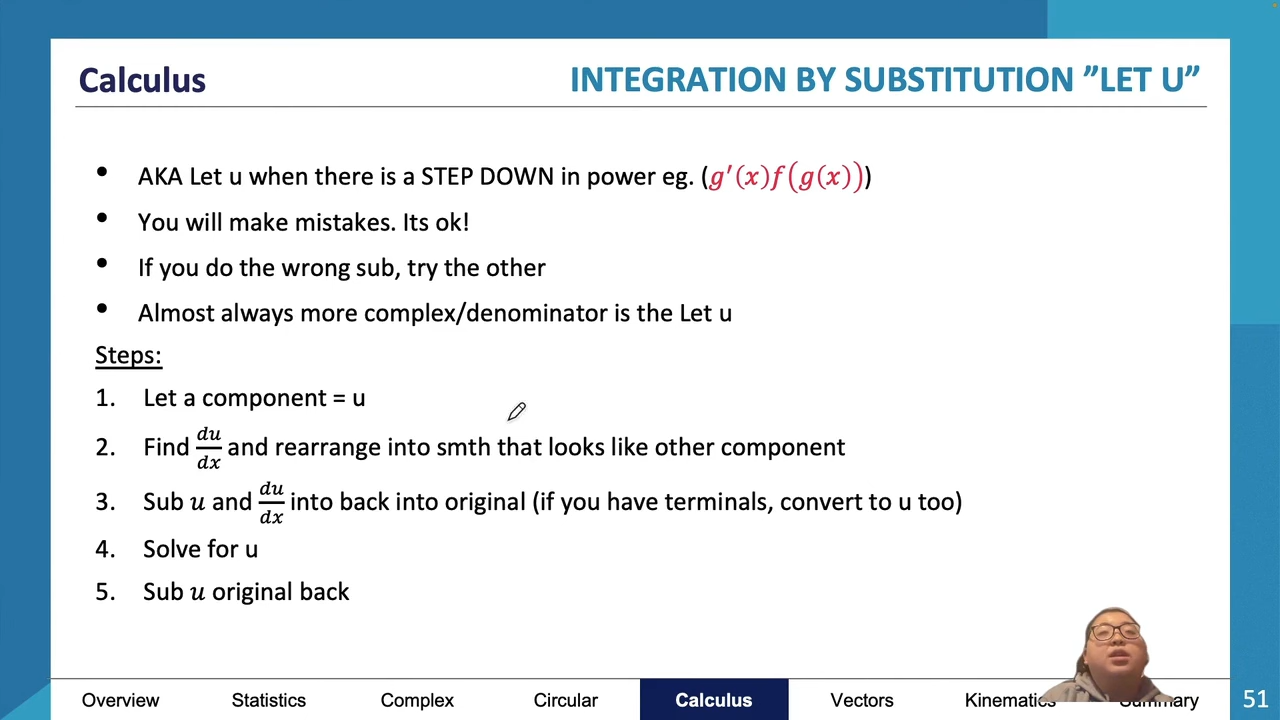 Calculus
INTEGRATION BY SUBSTITUTION ”LET U”
• AKA Let u when there is a STEP DOWN in power eg. (g′(x)f(g(x)))
• You will make mistakes. Its ok!
• If you do the wrong sub, try the other
• Almost always more complex/denominator is the Let u
Steps:
1. Let a component = u
2. Find du/dx and rearrange into smth that looks like other component
3. Sub u and du/dx into back into original (if you have terminals, convert to u too)
4. Solve for u
5. Sub u original back
Overview Statistics Complex Circular Calculus Vectors Kinematics Summary 51